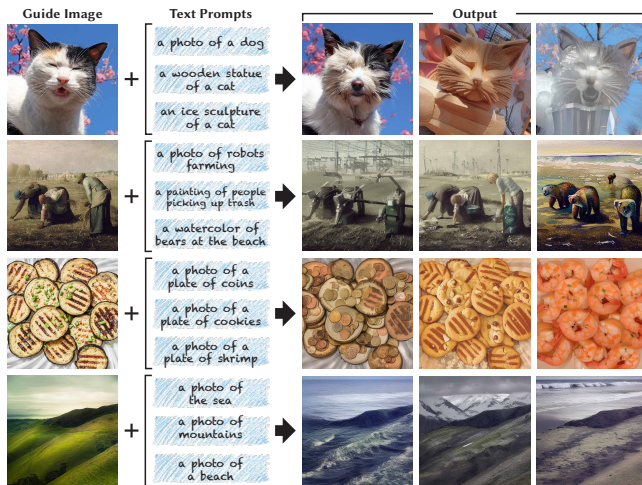 Guide Image
Text Prompts
Output
a photo of a dog
a wooden statue
of a cat
an ice sculpture
of a cat
a photo of robots
farming
a painting of people
picking up trash
a watercolor of
bears at the beach
a photo of a
plate of coins
a photo of a
plate of cookies
a photo of a
plate of shrimp
a photo of
the sea
a photo of
mountains
a photo of
a beach